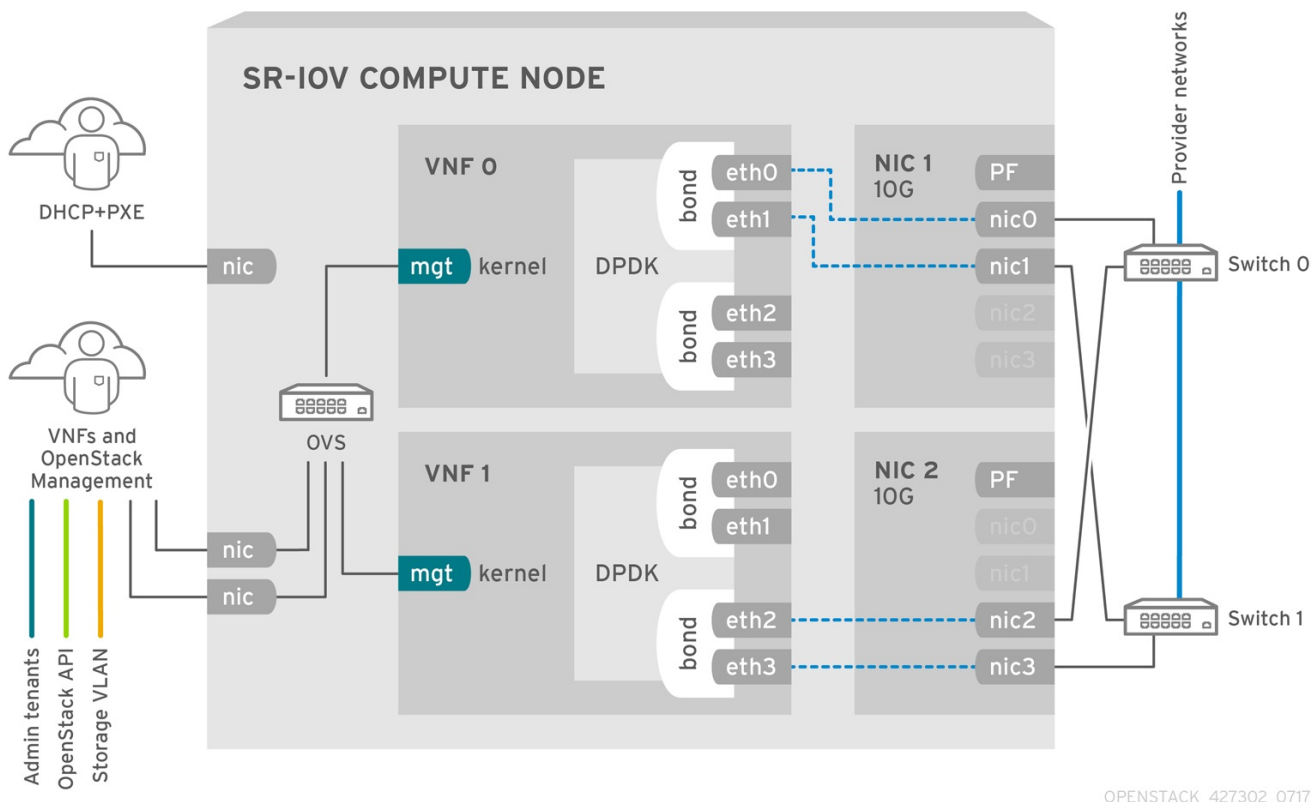 SR-IOV COMPUTE NODE
Provider networks
DHCP+PXE
nic
VNF 0
mgt
kernel
DPDK
bond
eth0
eth1
bond
eth2
eth3
NIC 1
10G
PF
nic0
nic1
nic2
nic3
Switch 0
VNFs and
OpenStack
Management
OVS
nic
nic
VNF 1
mgt
kernel
DPDK
bond
eth0
eth1
bond
eth2
eth3
NIC 2
10G
PF
nic0
nic1
nic2
nic3
Switch 1
Admin tenants
OpenStack API
Storage VLAN
OPENSTACK_427302_0717